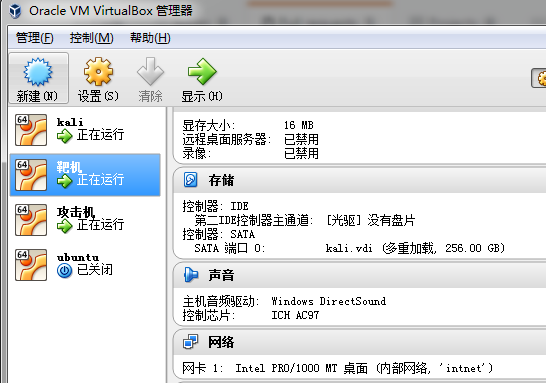 Oracle VM VirtualBox 管理器
管理(F) 控制(M) 帮助(H)
新建(N) 设置(S) 清除 显示(H)
64 kali
正在运行
64 靶机
正在运行
64 攻击机
正在运行
64 ubuntu
已关闭
显存大小: 16 MB
远程桌面服务器: 已禁用
录像: 已禁用
存储
控制器: IDE
第二IDE控制器主通道: [光驱] 没有盘片
控制器: SATA
SATA 端口 0: kali.vdi (多重加载, 256.00 GB)
声音
主机音频驱动: Windows DirectSound
控制芯片: ICH AC97
网络
网卡 1: Intel PRO/1000 MT 桌面 (内部网络, 'intnet')